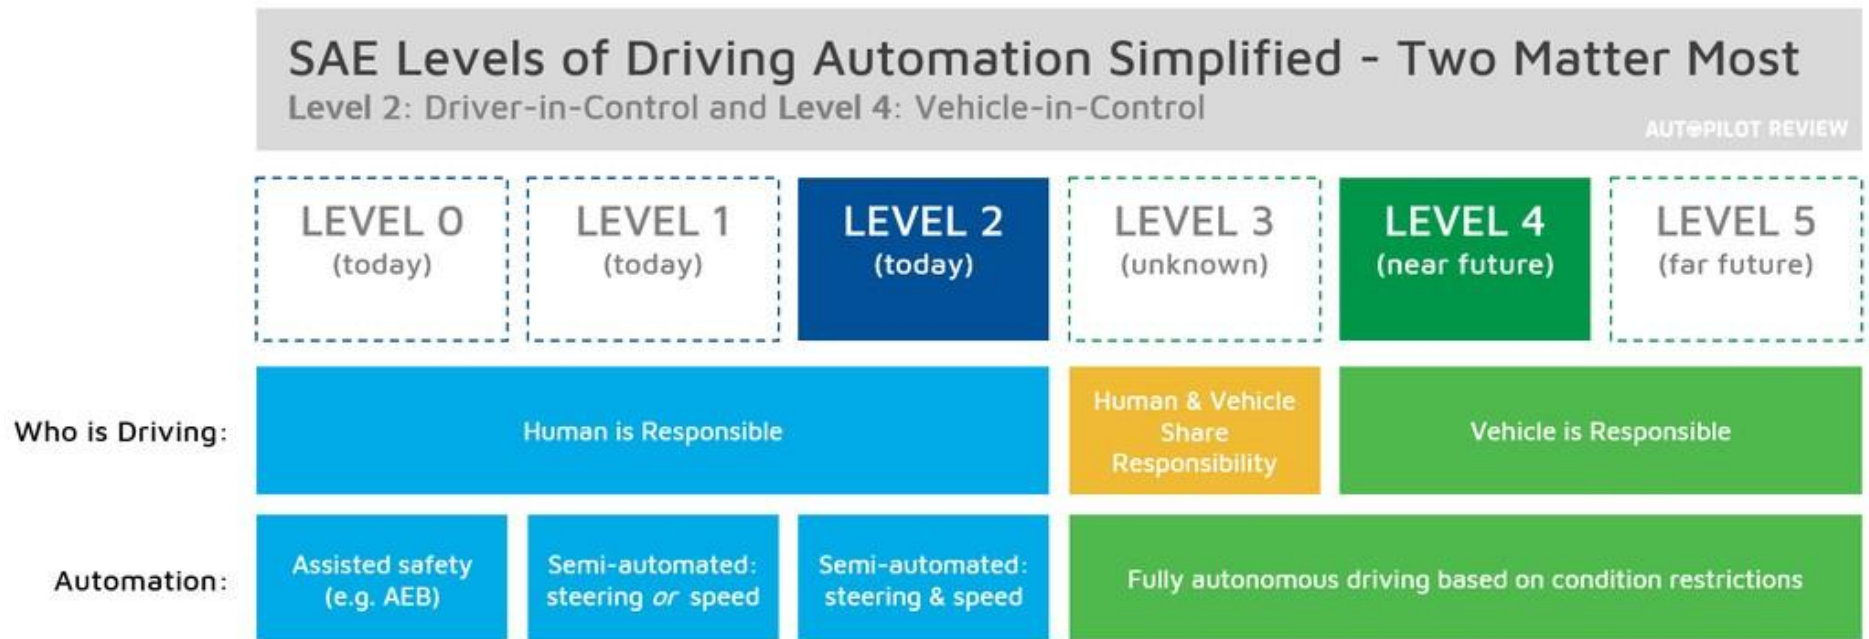 SAE Levels of Driving Automation Simplified - Two Matter Most
Level 2: Driver-in-Control and Level 4: Vehicle-in-Control
AUTOPILOT REVIEW
LEVEL 0
(today)
LEVEL 1
(today)
LEVEL 2
(today)
LEVEL 3
(unknown)
LEVEL 4
(near future)
LEVEL 5
(far future)
Who is Driving:
Human is Responsible
Human & Vehicle
Share
Responsibility
Vehicle is Responsible
Automation:
Assisted safety
(e.g. AEB)
Semi-automated:
steering or speed
Semi-automated:
steering & speed
Fully autonomous driving based on condition restrictions